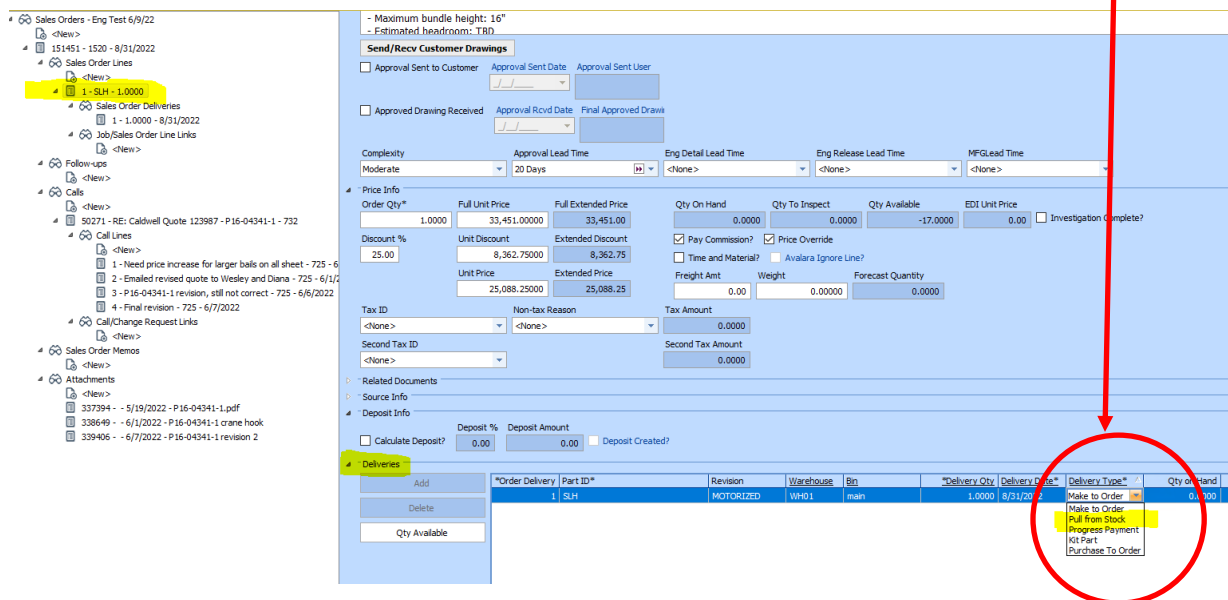 Sales Orders - Eng Test 6/9/22
<New>
151451 - 1520 - 8/31/2022
Sales Order Lines
<New>
1 - SLH - 1.0000
Sales Order Deliveries
1 - 1.0000 - 8/31/2022
Job/Sales Order Line Links
<New>
Follow-ups
<New>
Calls
<New>
50271 - RE: Caldwell Quote 123987 - P16-04341-1 - 732
Call Lines
<New>
1 - Need price increase for larger bails on all sheet - 725 - 6
2 - Emailed revised quote to Wesley and Diana - 725 - 6/1/2
3 - P16-04341-1 revision, still not correct - 725 - 6/6/2022
4 - Final revision - 725 - 6/7/2022
Call/Change Request Links
<New>
Sales Order Memos
<New>
Attachments
<New>
337394 - - 5/19/2022 - P16-04341-1.pdf
338649 - - 6/1/2022 - P16-04341-1 crane hook
339406 - - 6/7/2022 - P16-04341-1 revision 2
- Maximum bundle height: 16"
- Estimated headroom: TBD
Send/Recv Customer Drawings
Approval Sent to Customer Approval Sent Date Approval Sent User
_/_/____
Approved Drawing Received Approval Rcvd Date Final Approved Drawi
_/_/____
Complexity Approval Lead Time Eng Detail Lead Time Eng Release Lead Time MFGLead Time
Moderate 20 Days <None> <None> <None>
Price Info
Order Qty* Full Unit Price Full Extended Price Qty On Hand Qty To Inspect Qty Available EDI Unit Price
1.0000 33,451.00000 33,451.00 0.0000 0.0000 -17.0000 0.00 Investigation Complete?
Discount % Unit Discount Extended Discount Pay Commission? Price Override
25.00 8,362.75000 8,362.75 Time and Material? Avalara Ignore Line?
Unit Price Extended Price Freight Amt Weight Forecast Quantity
25,088.25000 25,088.25 0.00 0.00000 0.0000
Tax ID Non-tax Reason Tax Amount
<None> <None> 0.0000
Second Tax ID Second Tax Amount
<None> 0.0000
Related Documents
Source Info
Deposit Info
Deposit % Deposit Amount
Calculate Deposit? 0.00 0.00 Deposit Created?
Deliveries
Add
Delete
Qty Available
*Order Delivery Part ID* Revision Warehouse Bin *Delivery Qty Delivery Date* Delivery Type* Qty on Hand
1 SLH MOTORIZED WH01 main 1.0000 8/31/2022 Make to Order 0.0000
Make to Order
Pull from Stock
Progress Payment
Kit Part
Purchase To Order